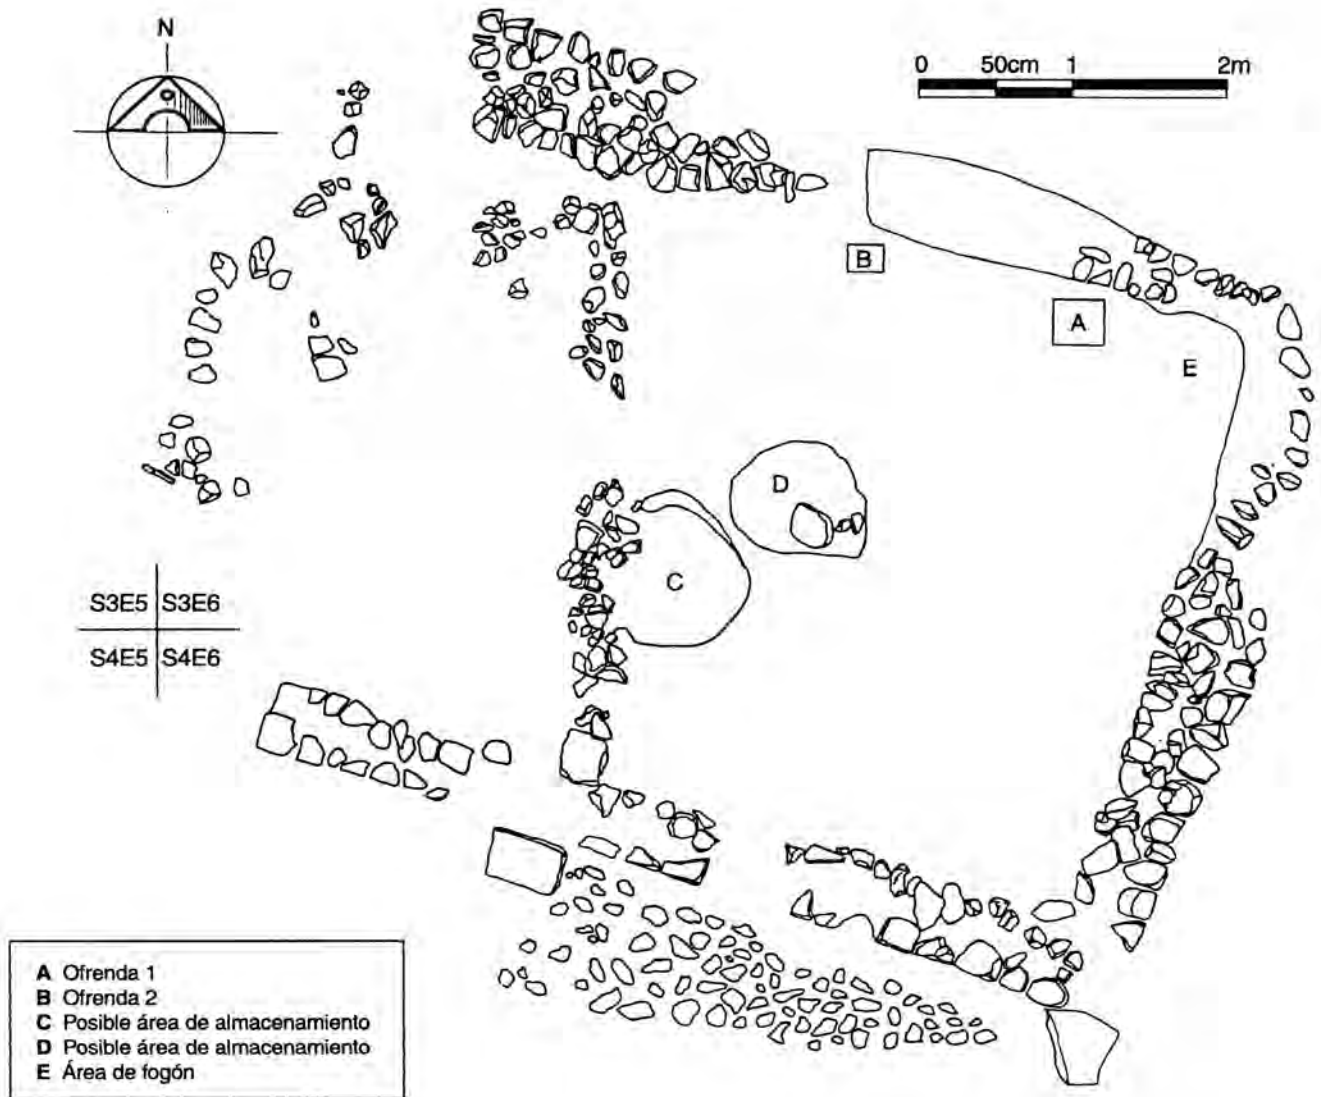 N
0 50cm 1 2m
B
A
E
D
C
S3E5 S3E6
S4E5 S4E6
A Ofrenda 1
B Ofrenda 2
C Posible área de almacenamiento
D Posible área de almacenamiento
E Área de fogón